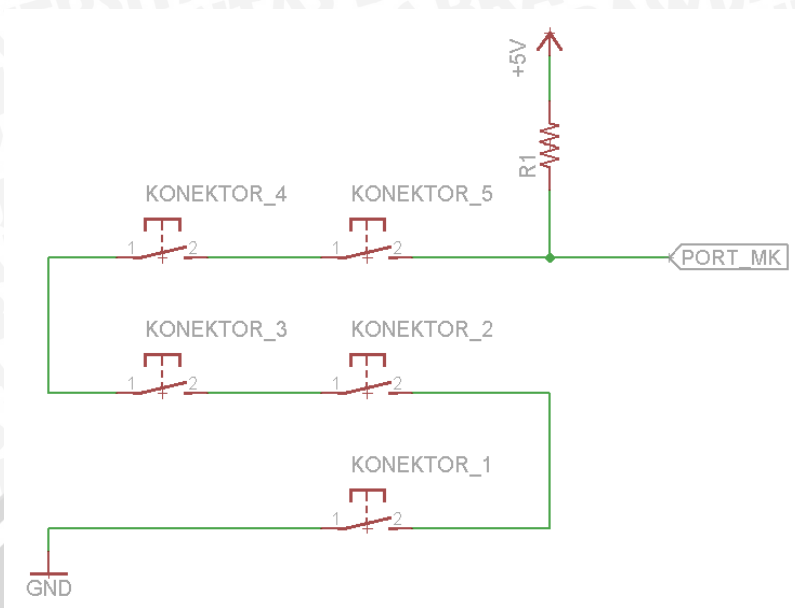 +5V
R1
KONEKTOR_4 KONEKTOR_5
1 2 1 2
PORT_MK
KONEKTOR_3 KONEKTOR_2
1 2 1 2
KONEKTOR_1
1 2
GND